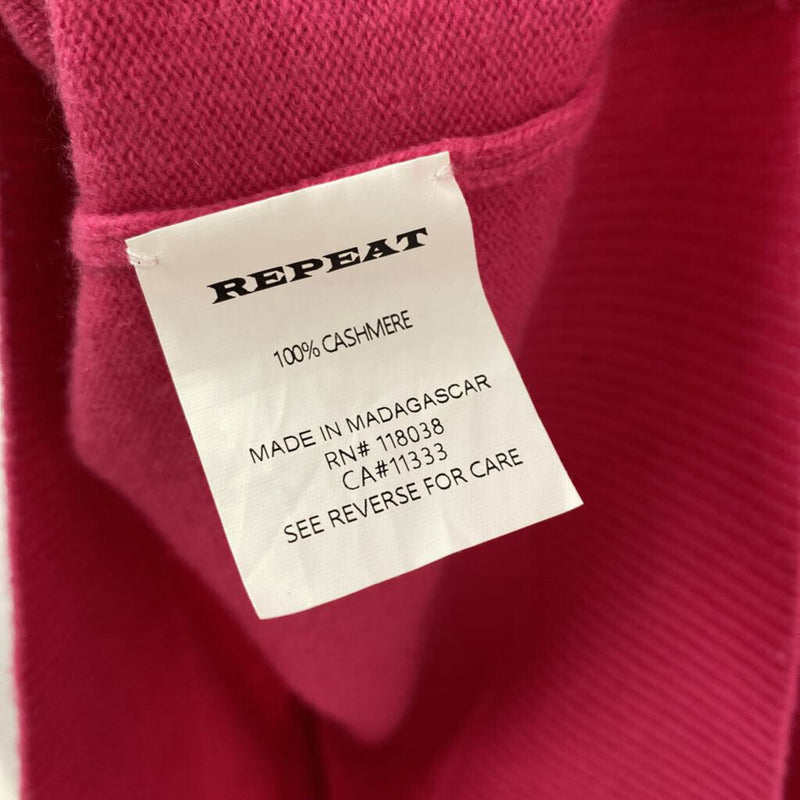 REPEAT
100% CASHMERE
MADE IN MADAGASCAR
RN# 118038
CA#11333
SEE REVERSE FOR CARE